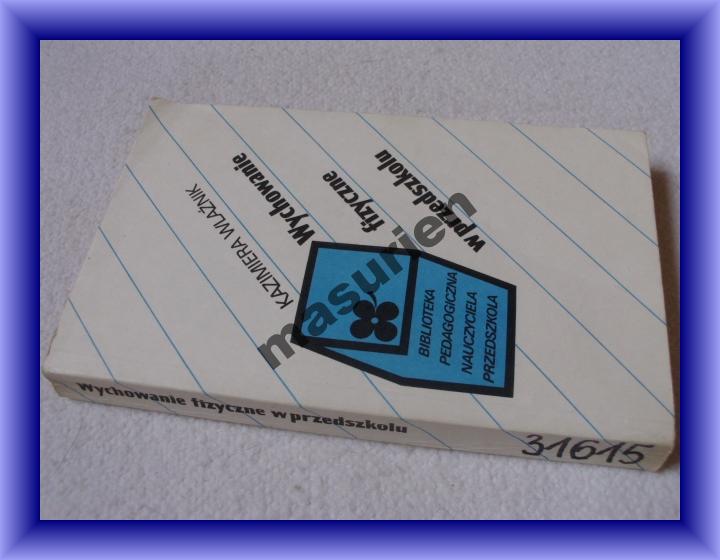 KAZIMIERA WLAŹNIK
Wychowanie
fizyczne
w przedszkolu
BIBLIOTEKA
PEDAGOGICZNA
NAUCZYCIELA
PRZEDSZKOLA
masurien
Wychowanie fizyczne w przedszkolu
31615